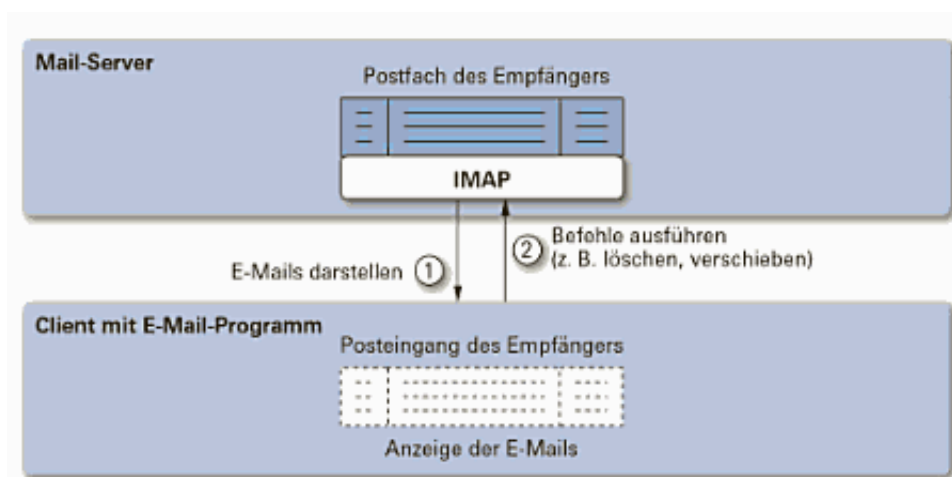 Mail-Server
Postfach des Empfängers
IMAP
E-Mails darstellen 1
2 Befehle ausführen
(z. B. löschen, verschieben)
Client mit E-Mail-Programm
Posteingang des Empfängers
Anzeige der E-Mails